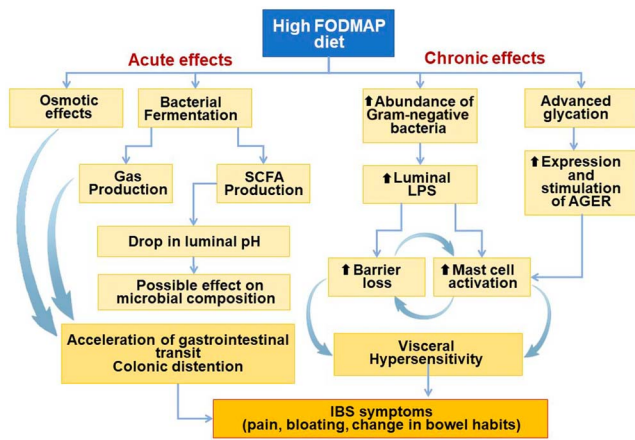 High FODMAP
diet
Acute effects
Chronic effects
Osmotic
effects
Bacterial
Fermentation
⬆Abundance of
Gram-negative
bacteria
Advanced
glycation
Gas
Production
SCFA
Production
⬆Luminal
LPS
⬆Expression
and
stimulation
of AGER
Drop in luminal pH
Possible effect on
microbial composition
⬆Barrier
loss
⬆Mast cell
activation
Acceleration of gastrointestinal
transit
Colonic distention
Visceral
Hypersensitivity
IBS symptoms
(pain, bloating, change in bowel habits)